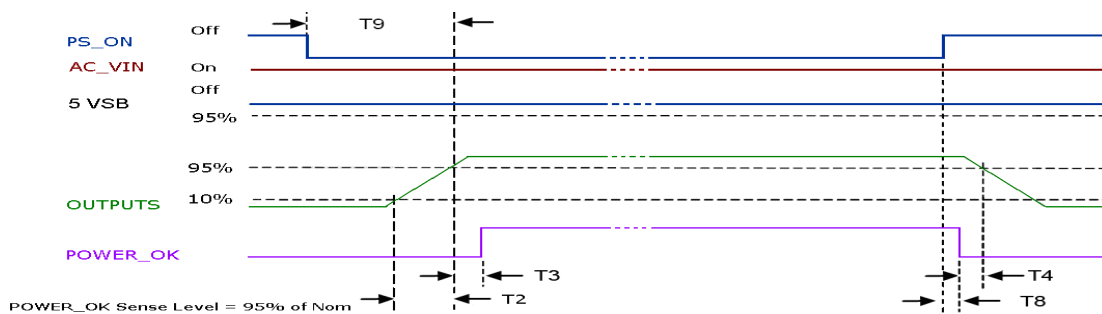 T9
Off
PS_ON
AC_VIN
On
Off
5 VSB
95%
95%
10%
OUTPUTS
POWER_OK
T3
T4
T2
T8
POWER_OK Sense Level = 95% of Nom